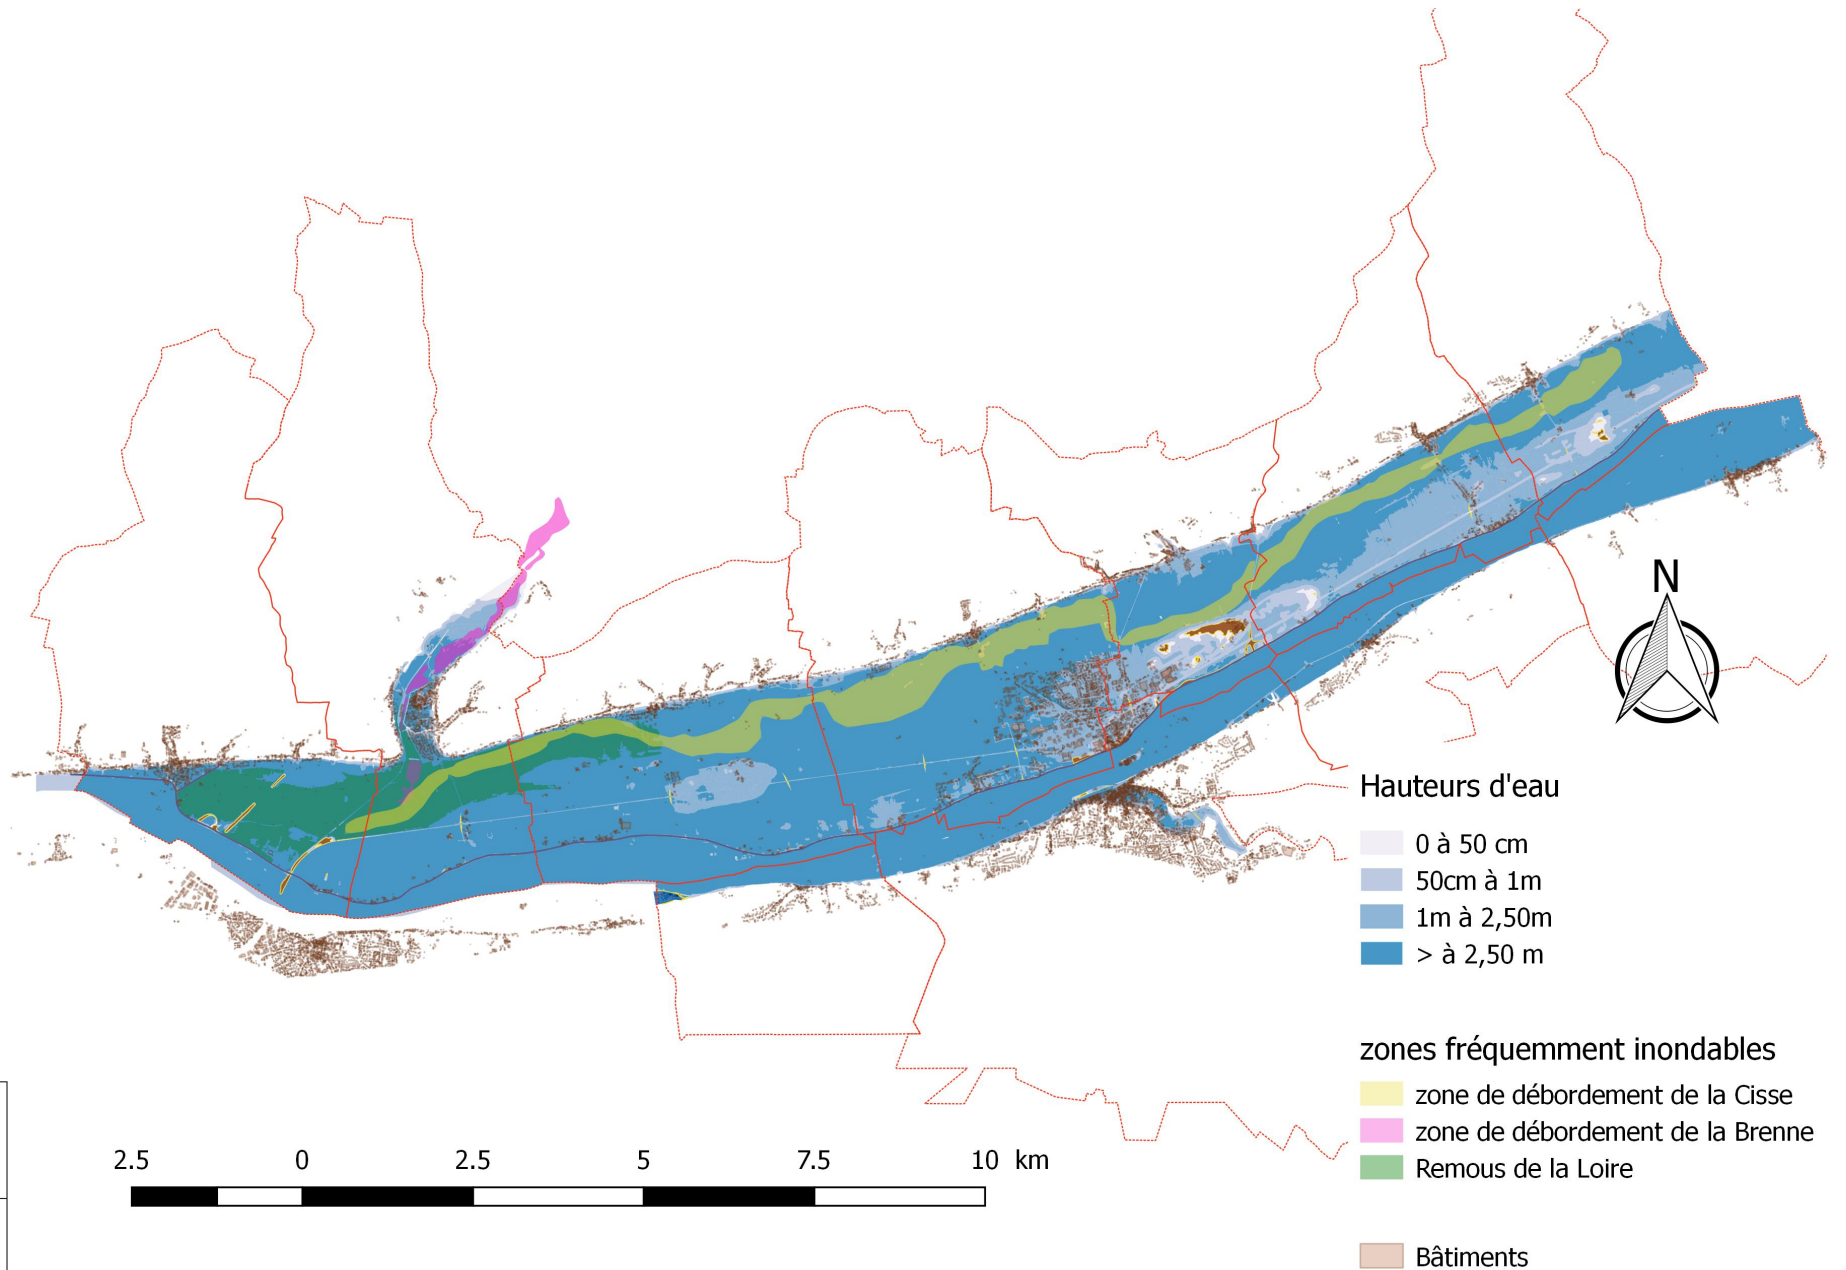 N
Hauteurs d'eau
0 à 50 cm
50cm à 1m
1m à 2,50m
> à 2,50 m
zones fréquemment inondables
zone de débordement de la Cisse
zone de débordement de la Brenne
Remous de la Loire
Bâtiments
2.5 0 2.5 5 7.5 10 km